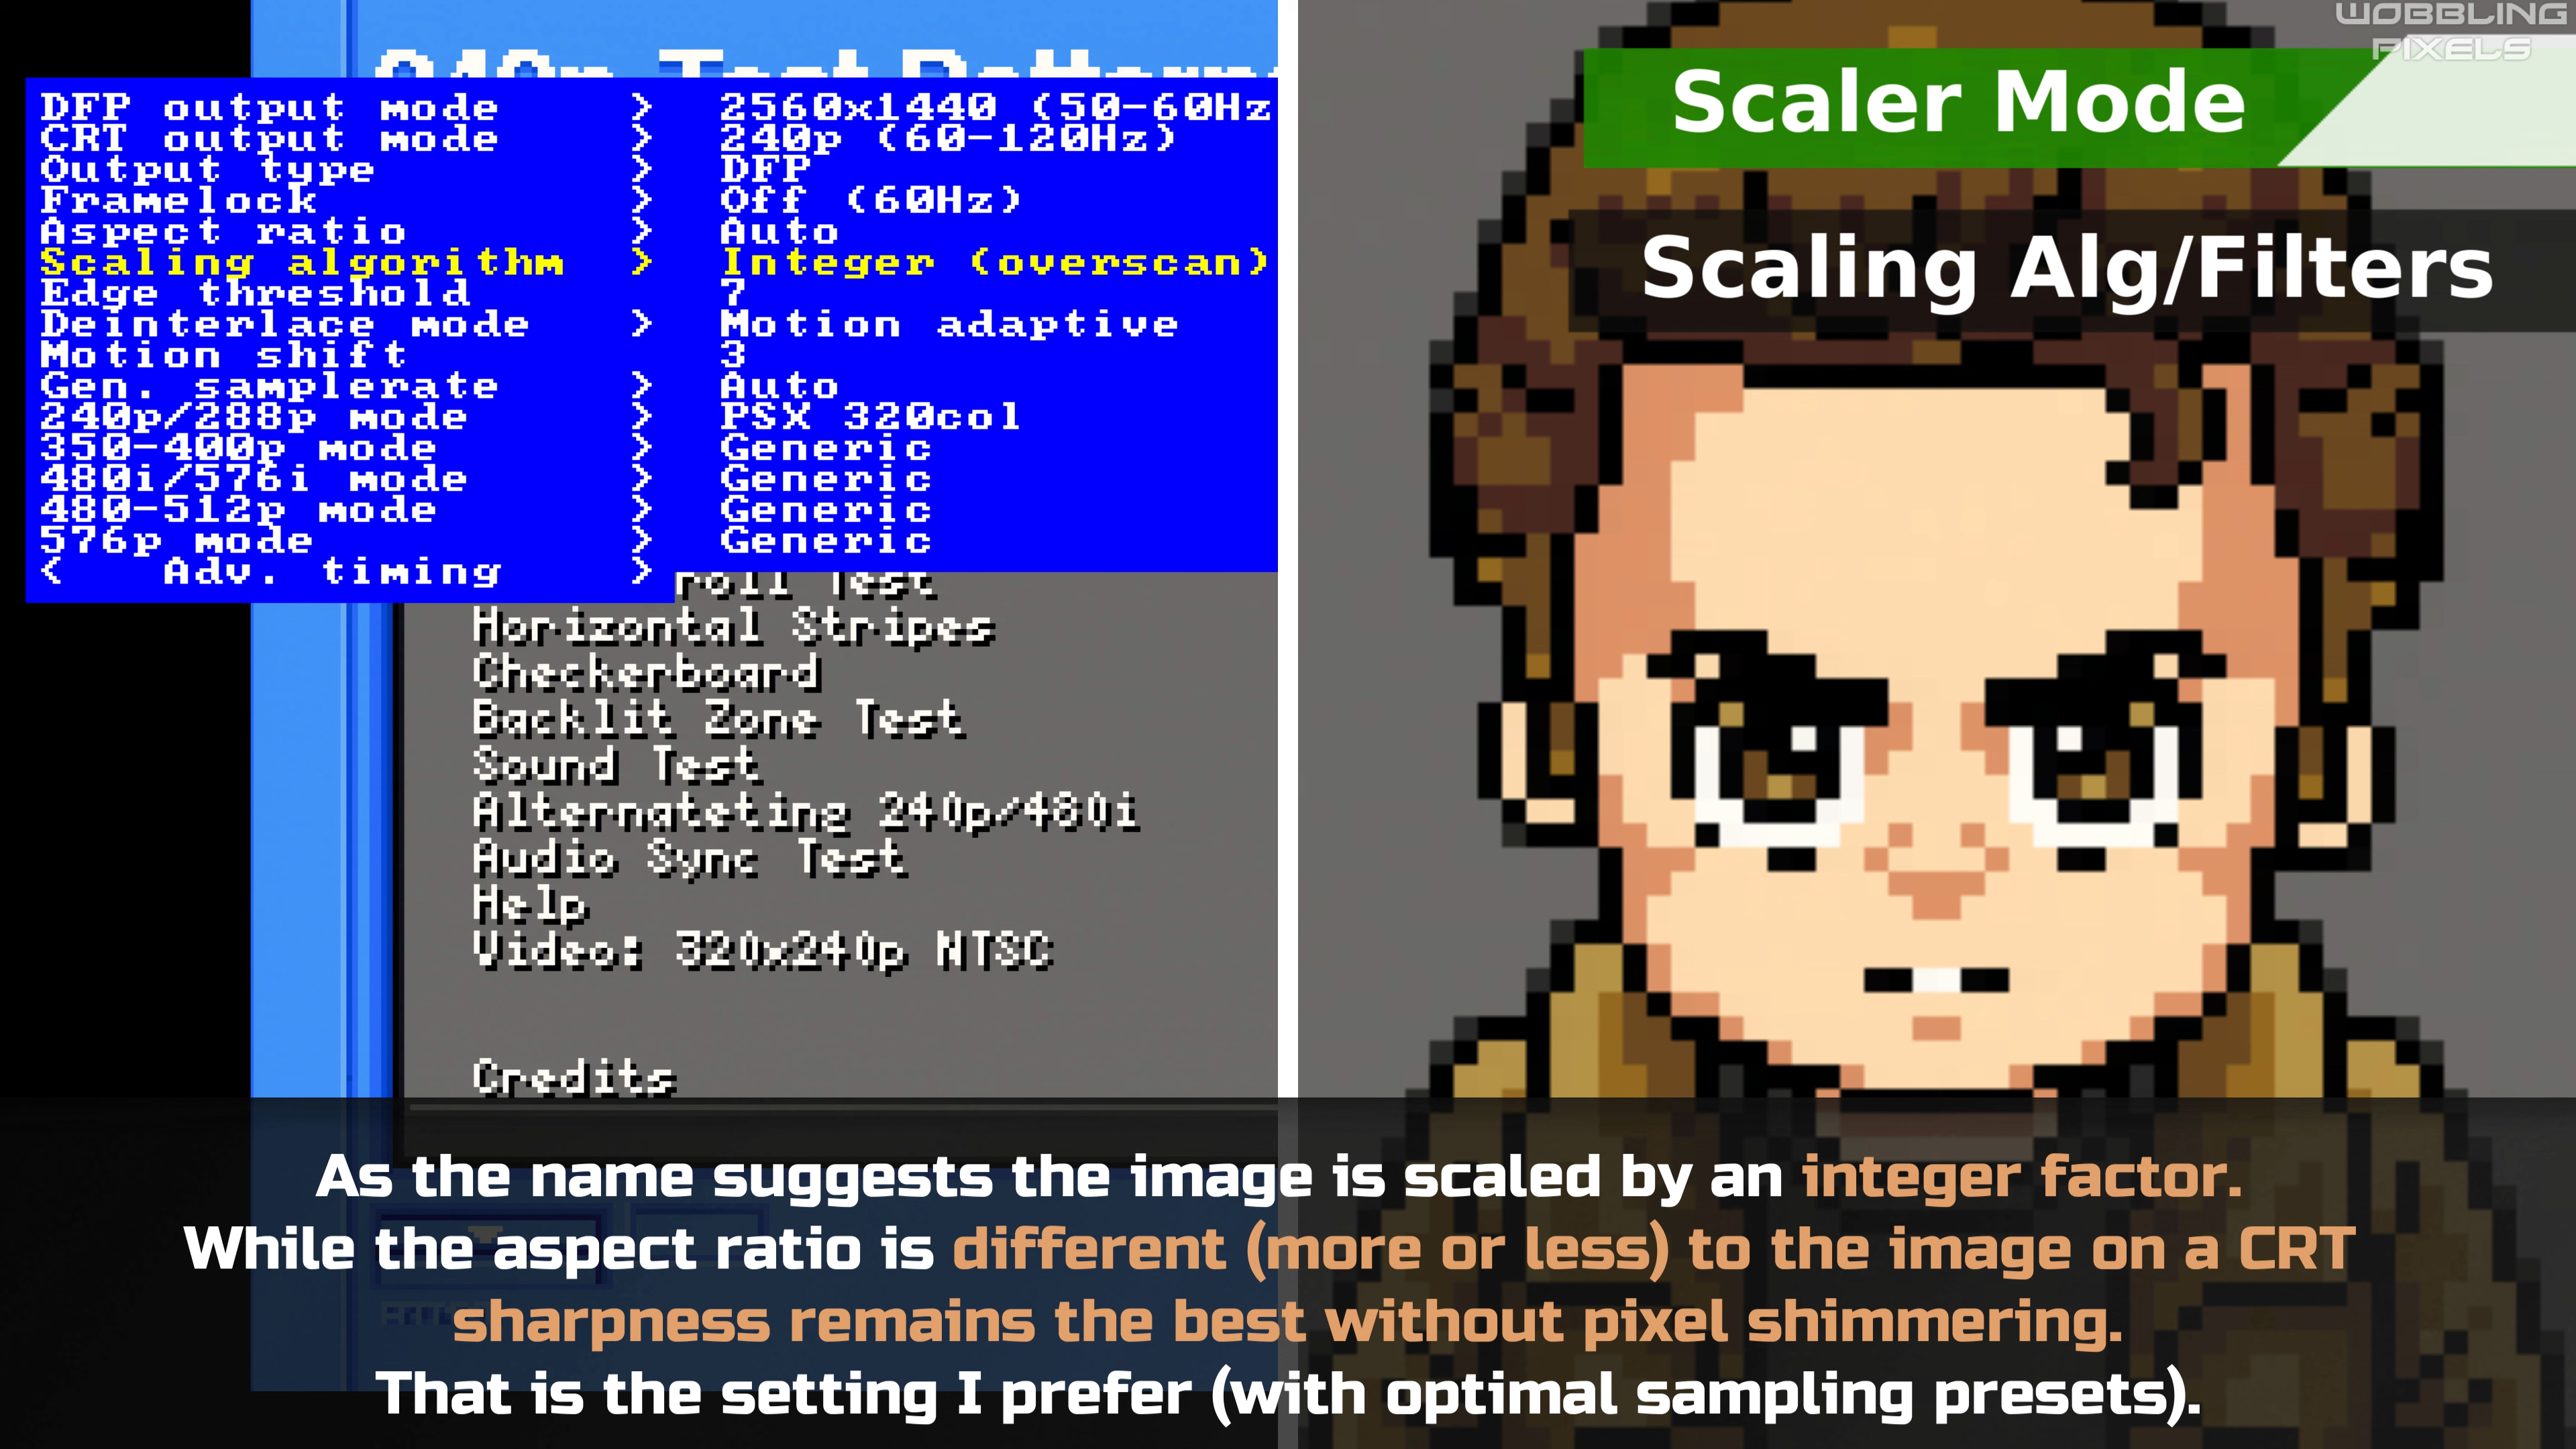 240p Test Patterns
DFP output mode > 2560x1440 (50-60Hz
CRT output mode > 240p (60-120Hz)
Output type > DFP
Framelock > Off (60Hz)
Aspect ratio > Auto
Scaling algorithm > Integer (overscan)
Edge threshold 7
Deinterlace mode > Motion adaptive
Motion shift 3
Gen. samplerate > Auto
240p/288p mode > PSX 320col
350-400p mode > Generic
480i/576i mode > Generic
480-512p mode > Generic
576p mode > Generic
< Adv. timing >
Test
Horizontal Stripes
Checkerboard
Backlit Zone Test
Sound Test
Alternateting 240p/480i
Audio Sync Test
Help
Video: 320x240p NTSC
Credits
WOBBLING
PIXELS
Scaler Mode
Scaling Alg/Filters
As the name suggests the image is scaled by an integer factor.
While the aspect ratio is different (more or less) to the image on a CRT
sharpness remains the best without pixel shimmering.
That is the setting I prefer (with optimal sampling presets).